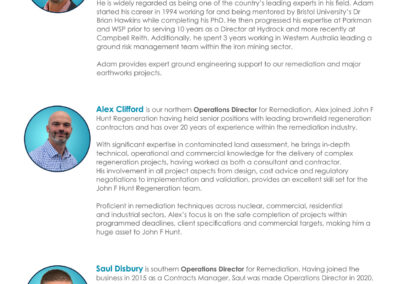 He is widely regarded as being one of the country's leading experts in his field. Adam
started his career in 1994 working for and being mentored by Bristol University's Dr
Brian Hawkins while completing his PhD. He then progressed his expertise at Parkman
and WSP prior to serving 10 years as a Director at Hydrock and more recently at
Campbell Reith. Additionally, he spent 3 years working in Western Australia leading a
ground risk management team within the iron mining sector.
Adam provides expert ground engineering support to our remediation and major
earthworks projects.
Alex Clifford is our northern Operations Director for Remediation. Alex joined John F
Hunt Regeneration having held senior positions with leading brownfield regeneration
contractors and has over 20 years of experience within the remediation industry.
With significant expertise in contaminated land assessment, he brings in-depth
technical, operational and commercial knowledge for the delivery of complex
regeneration projects, having worked as both a consultant and contractor.
His involvement in all project aspects from design, cost advice and regulatory
negotiations to implementation and validation, provides an excellent skill set for the
John F Hunt Regeneration team.
Proficient in remediation techniques across nuclear, commercial, residential
and industrial sectors, Alex's focus is on the safe completion of projects within
programmed deadlines, client specifications and commercial targets, making him a
huge asset to John F Hunt.
Saul Disbury is southern Operations Director for Remediation. Having joined the
business in 2015 as a Contracts Manager, Saul was made Operations Director in 2020.